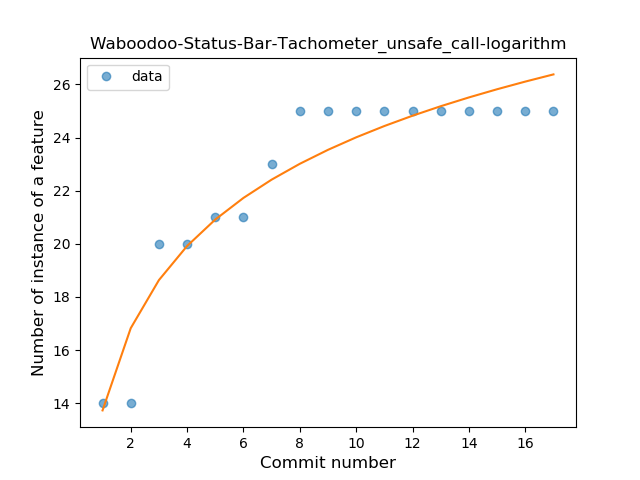 Waboodoo-Status-Bar-Tachometer_unsafe_call-logarithm
data
Number of instance of a feature
26
24
22
20
18
16
14
2 4 6 8 10 12 14 16
Commit number